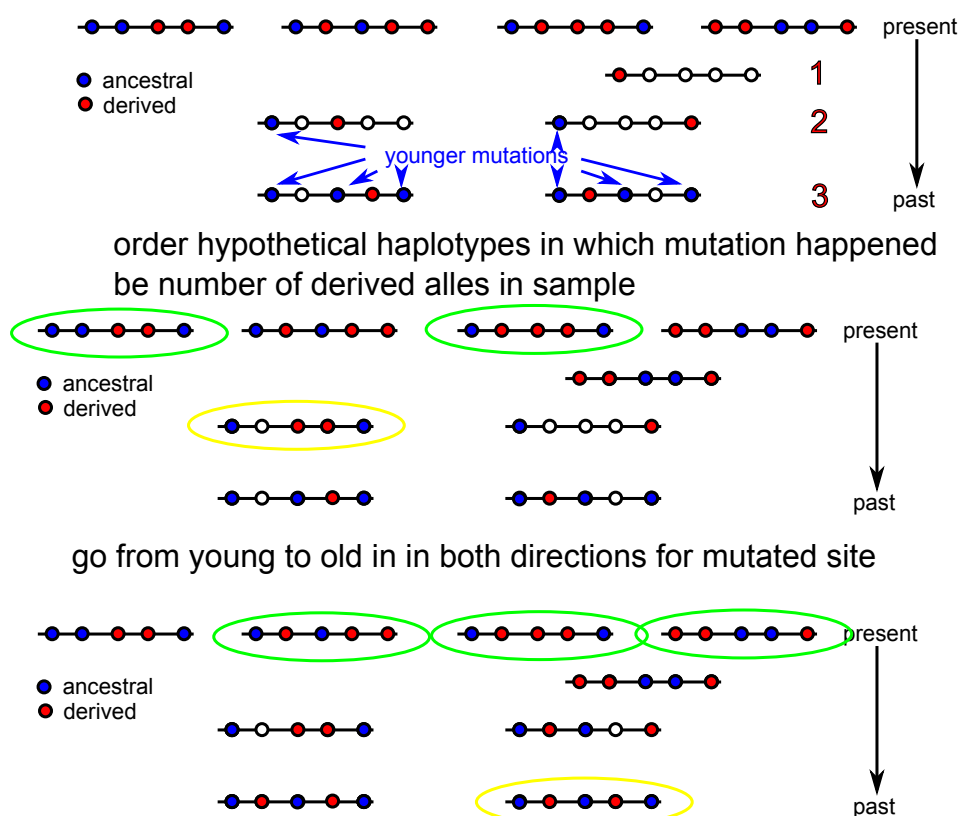 present
ancestral
derived
1
2
younger mutations
3
past
order hypothetical haplotypes in which mutation happened
be number of derived alles in sample
present
ancestral
derived
past
go from young to old in in both directions for mutated site
present
ancestral
derived
past